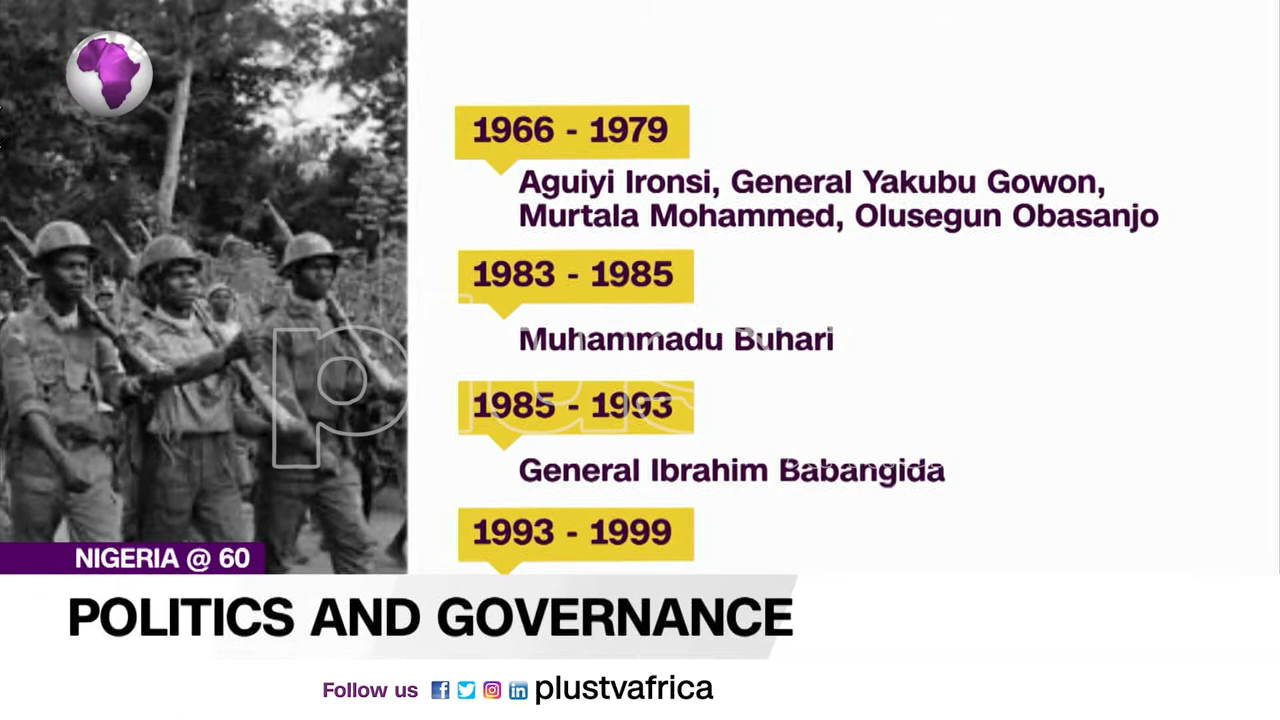 1966 - 1979
Aguiyi Ironsi, General Yakubu Gowon,
Murtala Mohammed, Olusegun Obasanjo
1983 - 1985
Muhammadu Buhari
1985 - 1993
General Ibrahim Babangida
1993 - 1999
plus
NIGERIA @ 60
POLITICS AND GOVERNANCE
Follow us plustvafrica